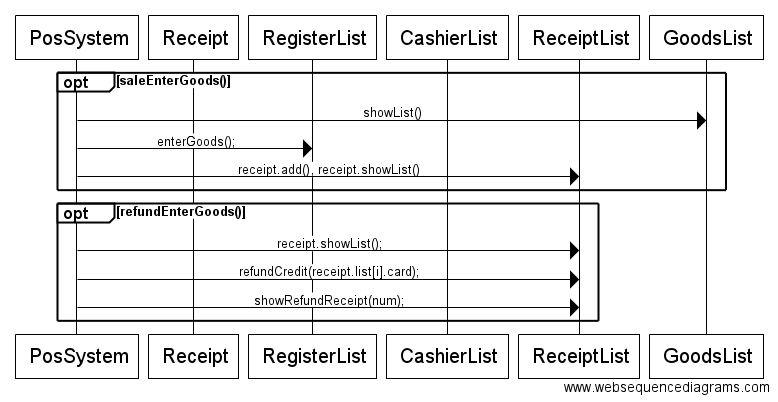 PosSystem Receipt RegisterList CashierList ReceiptList GoodsList
opt [saleEnterGoods()]
showList()
enterGoods();
receipt.add(), receipt.showList()
opt [refundEnterGoods()]
receipt.showList();
refundCredit(receipt.list[i].card);
showRefundReceipt(num);
PosSystem Receipt RegisterList CashierList ReceiptList GoodsList
www.websequencediagrams.com